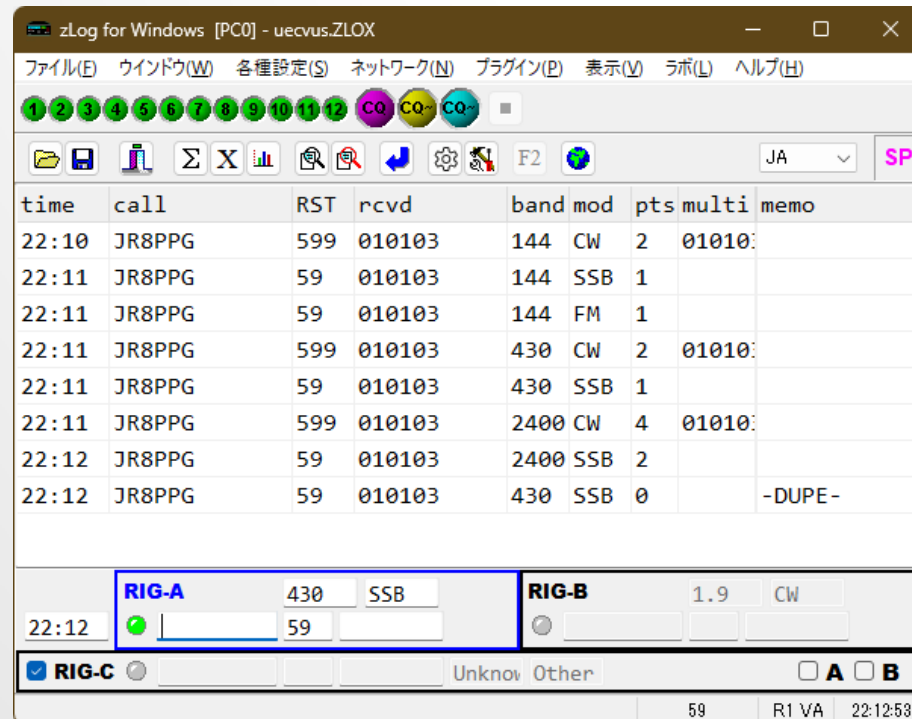 zLog for Windows [PC0] - uecvus.ZLOX
ファイル(F) ウインドウ(W) 各種設定(S) ネットワーク(N) プラグイン(P) 表示(V) ラボ(L) ヘルプ(H)
1 2 3 4 5 6 7 8 9 10 11 12 CQ CQ~ CQ~
Σ X F2 JA SP
time call RST rcvd band mod pts multi memo
22:10 JR8PPG 599 010103 144 CW 2 010103
22:11 JR8PPG 59 010103 144 SSB 1
22:11 JR8PPG 59 010103 144 FM 1
22:11 JR8PPG 599 010103 430 CW 2 010103
22:11 JR8PPG 59 010103 430 SSB 1
22:11 JR8PPG 599 010103 2400 CW 4 010103
22:12 JR8PPG 59 010103 2400 SSB 2
22:12 JR8PPG 59 010103 430 SSB 0 -DUPE-
RIG-A 430 SSB RIG-B 1.9 CW
22:12 59
RIG-C Unknow Other A B
59 R1 VA 22:12:53